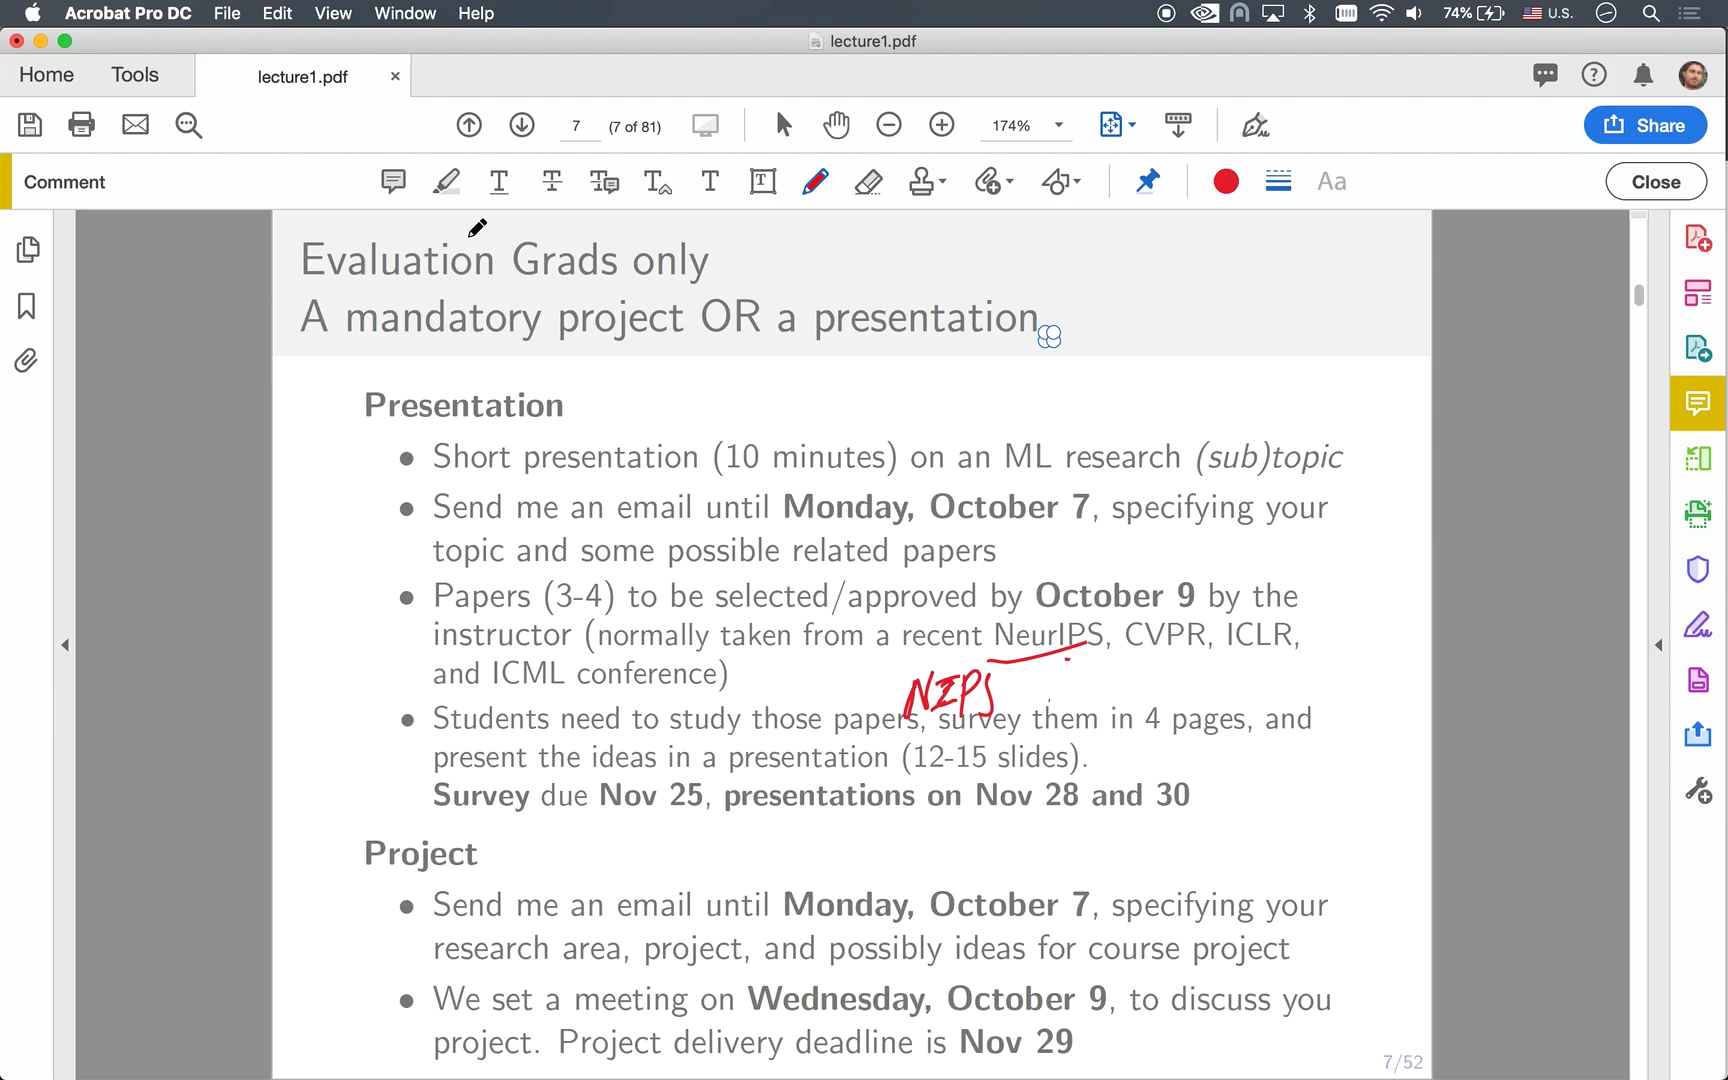 Acrobat Pro DC File Edit View Window Help 74% U.S.
lecture1.pdf
Home Tools lecture1.pdf
7 (7 of 81) 174% Share
Comment T T T T T T Aa Close
Evaluation Grads only
A mandatory project OR a presentation
Presentation
• Short presentation (10 minutes) on an ML research (sub)topic
• Send me an email until Monday, October 7, specifying your
topic and some possible related papers
• Papers (3-4) to be selected/approved by October 9 by the
instructor (normally taken from a recent NeurIPS, CVPR, ICLR,
and ICML conference)
NIPS
• Students need to study those papers, survey them in 4 pages, and
present the ideas in a presentation (12-15 slides).
Survey due Nov 25, presentations on Nov 28 and 30
Project
• Send me an email until Monday, October 7, specifying your
research area, project, and possibly ideas for course project
• We set a meeting on Wednesday, October 9, to discuss you
project. Project delivery deadline is Nov 29
7/52